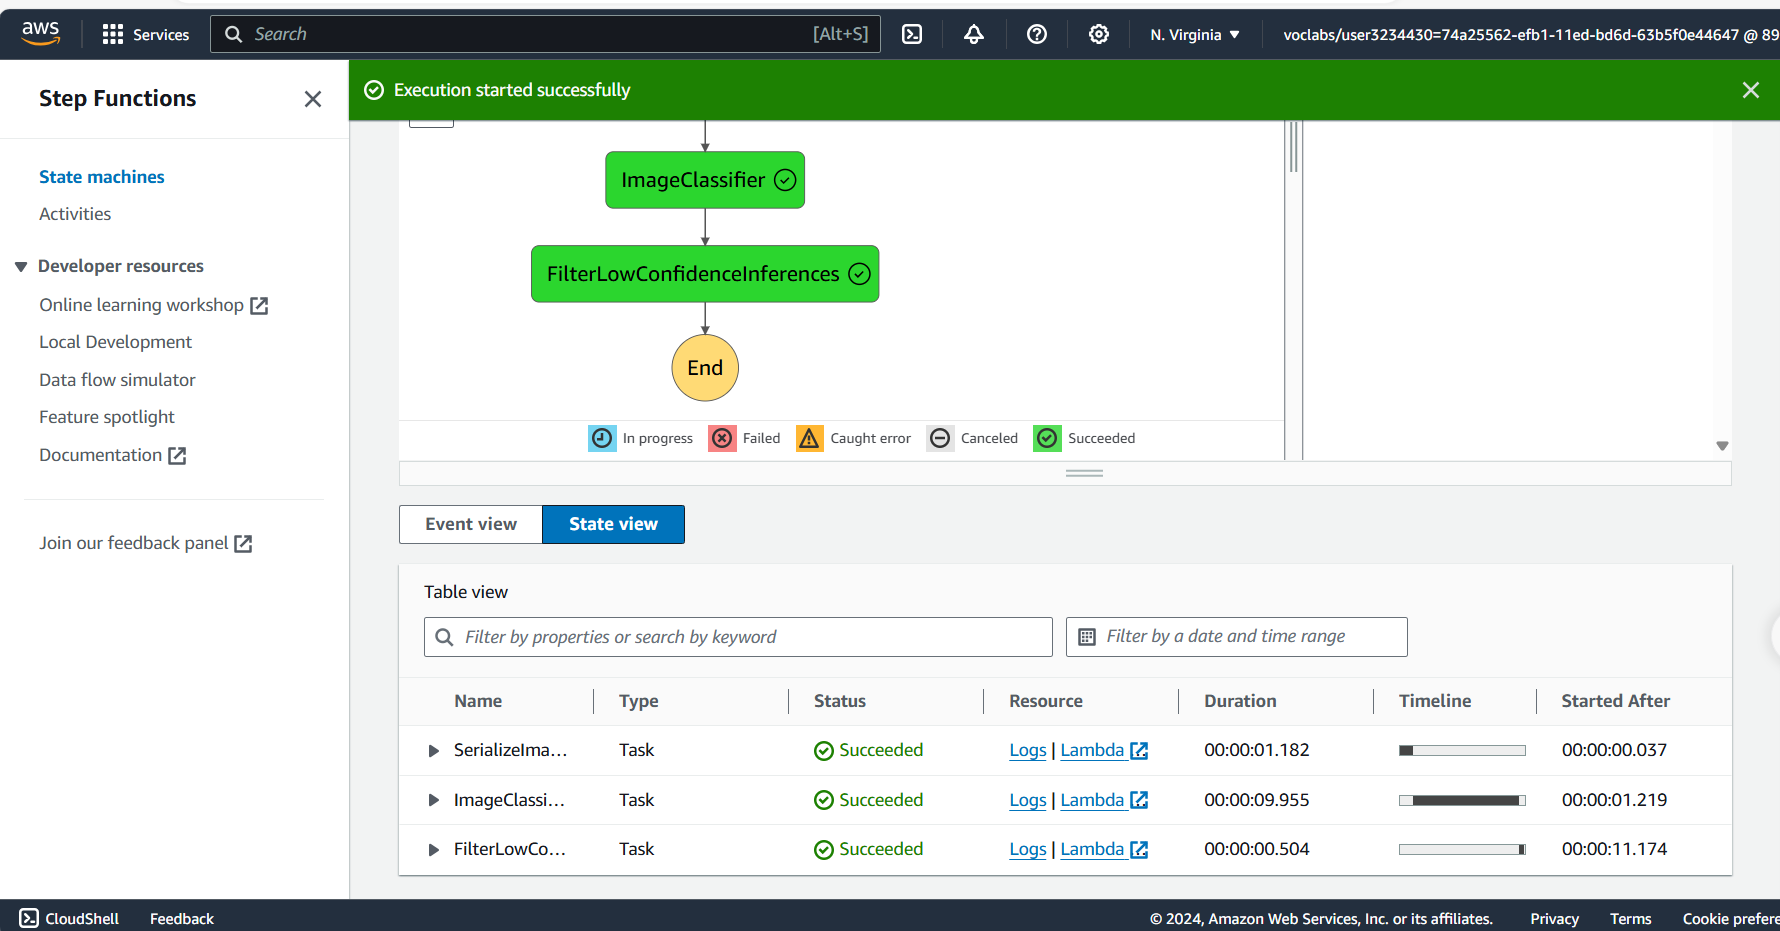 aws
Services
Search
[Alt+S]
N. Virginia
voclabs/user3234430=74a25562-efb1-11ed-bd6d-63b5f0e44647 @ 89
Step Functions
State machines
Activities
Developer resources
Online learning workshop
Local Development
Data flow simulator
Feature spotlight
Documentation
Join our feedback panel
Execution started successfully
ImageClassifier
FilterLowConfidenceInferences
End
In progress Failed Caught error Canceled Succeeded
Event view State view
Table view
Filter by properties or search by keyword
Filter by a date and time range
Name Type Status Resource Duration Timeline Started After
SerializeIma... Task Succeeded Logs | Lambda 00:00:01.182 00:00:00.037
ImageClassi... Task Succeeded Logs | Lambda 00:00:09.955 00:00:01.219
FilterLowCo... Task Succeeded Logs | Lambda 00:00:00.504 00:00:11.174
CloudShell Feedback © 2024, Amazon Web Services, Inc. or its affiliates. Privacy Terms Cookie prefere